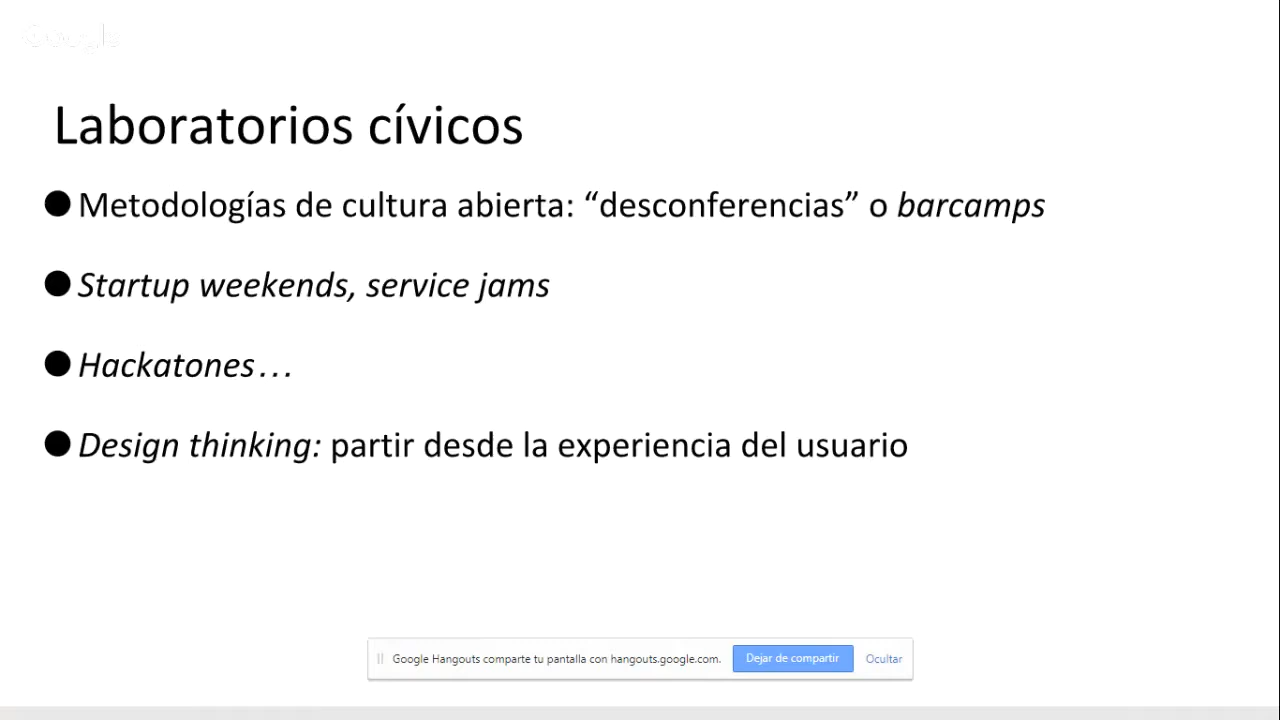 Google
Laboratorios cívicos
● Metodologías de cultura abierta: “desconferencias” o barcamps
● Startup weekends, service jams
● Hackatones…
● Design thinking: partir desde la experiencia del usuario
Google Hangouts comparte tu pantalla con hangouts.google.com. Dejar de compartir Ocultar